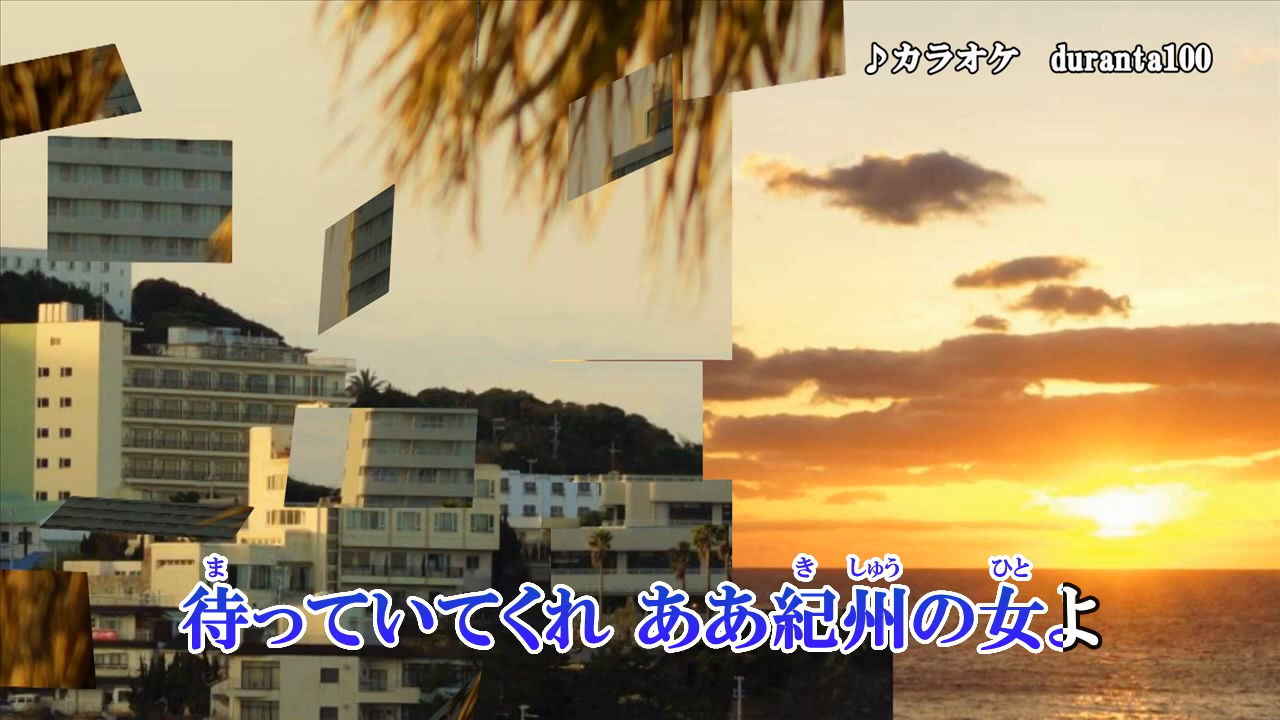 ♪カラオケ　duranta100
ま き しゅう ひと
待っていてくれ ああ紀州の女よ